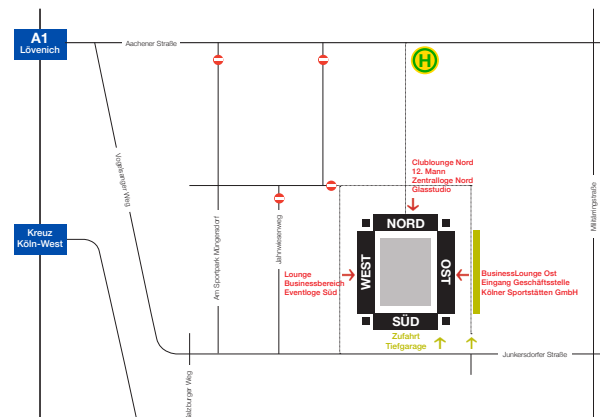 A1
Lövenich
Aachener Straße
H
Vogelsanger Weg
Clublounge Nord
12. Mann
Zentralloge Nord
Glasstudio
Militärringstraße
Kreuz
Köln-West
Am Sportpark Müngersdorf
Jahnwiesenweg
NORD
WEST
OST
SÜD
Lounge
Businessbereich
Eventloge Süd
BusinessLounge Ost
Eingang Geschäftsstelle
Kölner Sportstätten GmbH
Zufahrt
Tiefgarage
Junkersdorfer Straße
Salzburger Weg